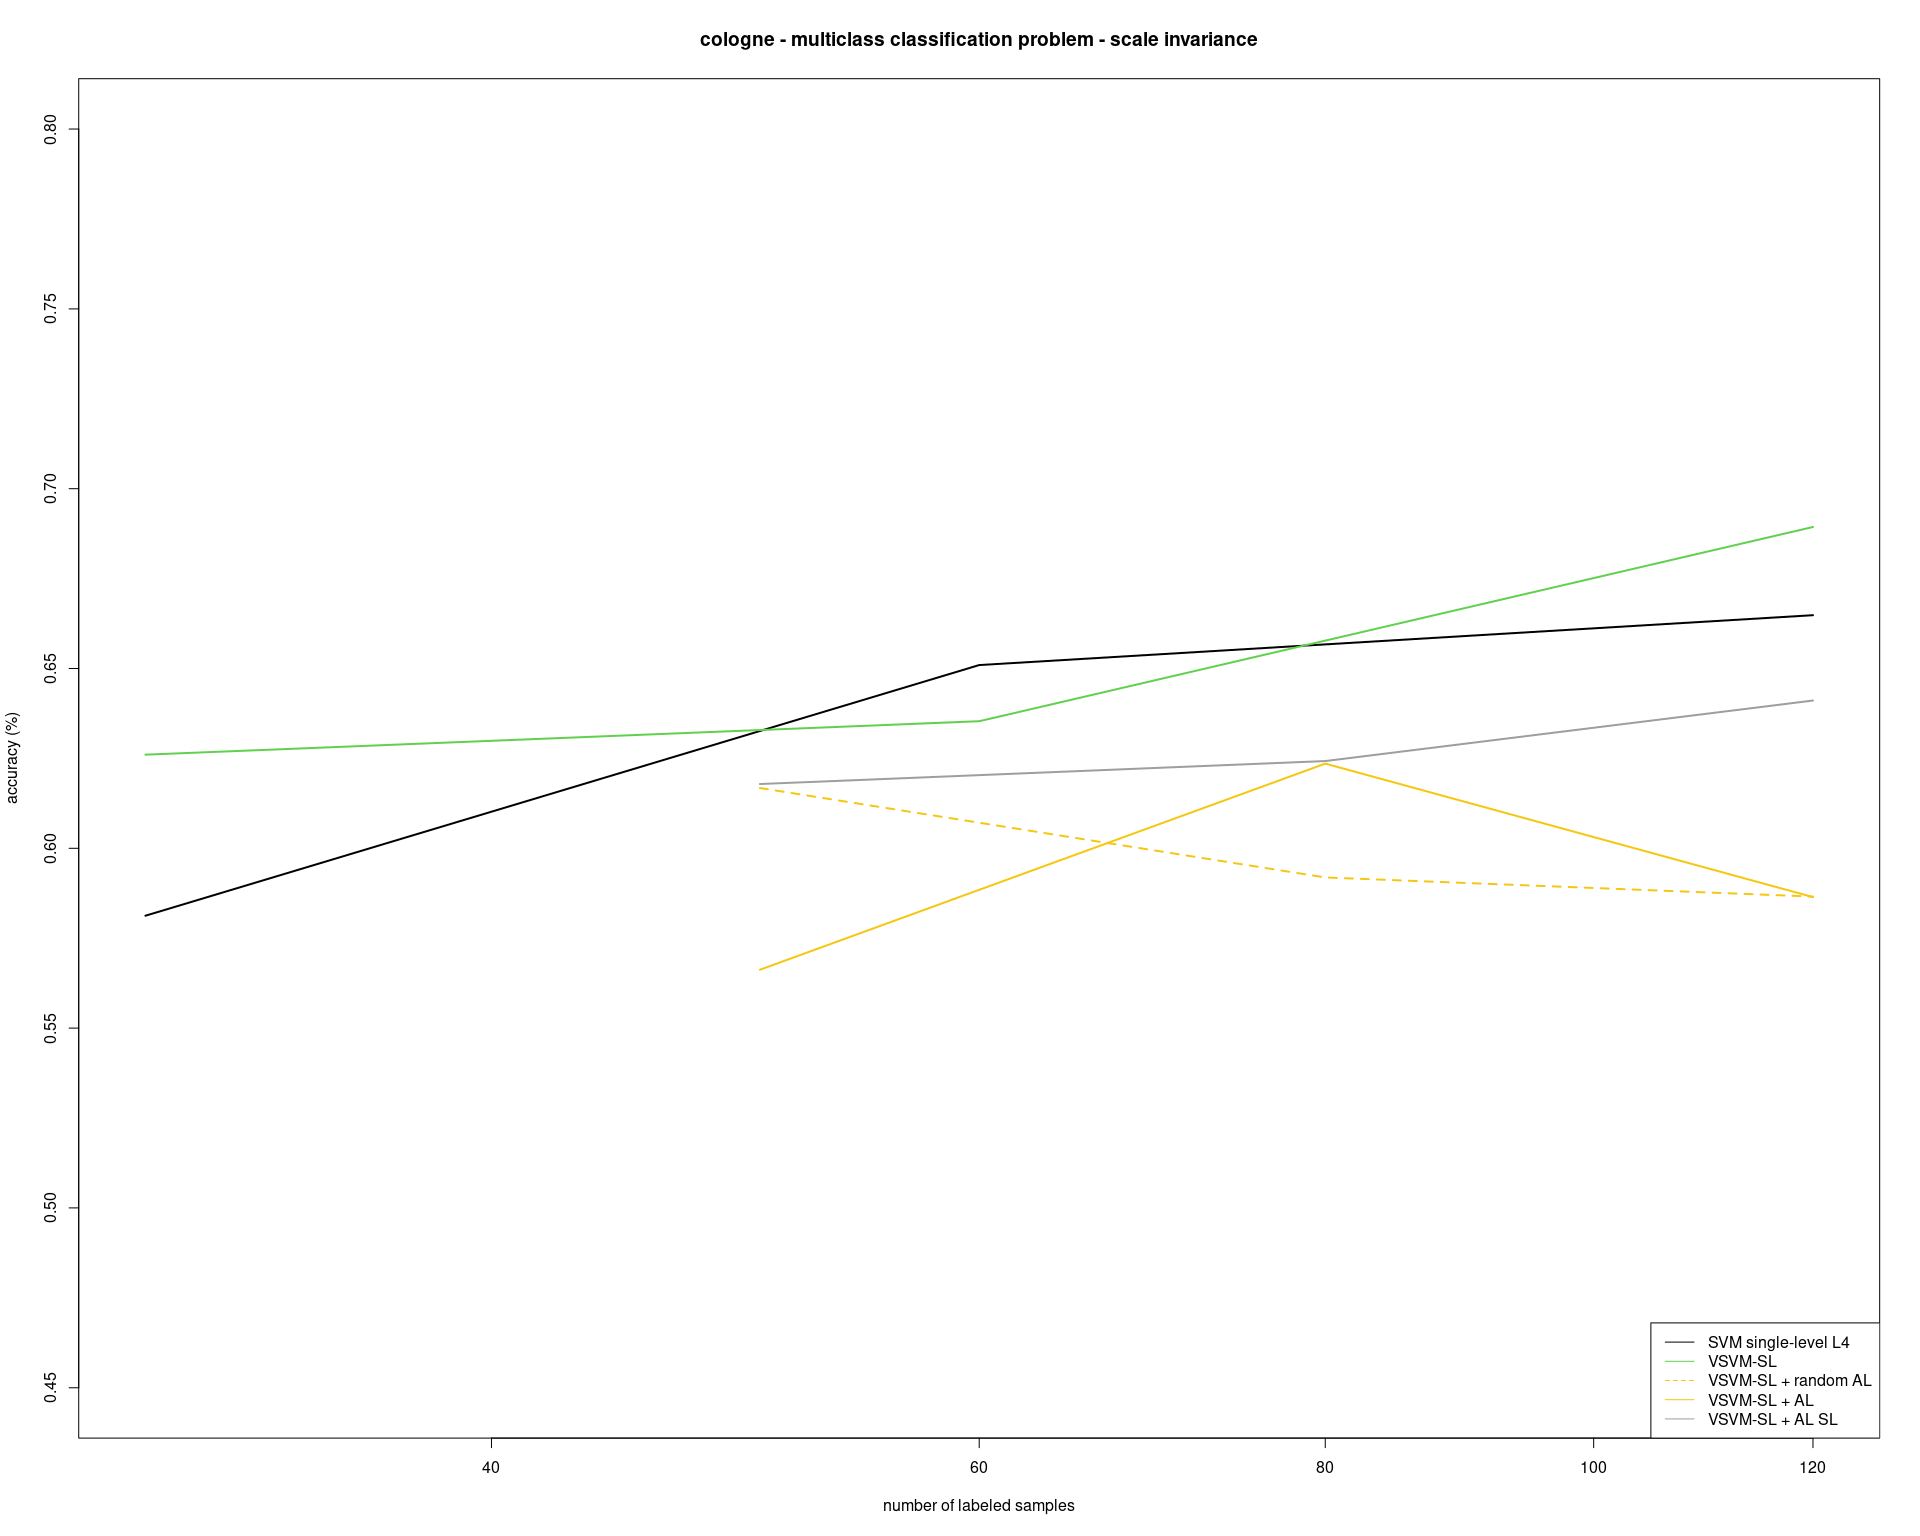 cologne - multiclass classification problem - scale invariance
0.80
0.75
0.70
0.65
0.60
0.55
0.50
0.45
accuracy (%)
40
60
80
100
120
number of labeled samples
SVM single-level L4
VSVM-SL
VSVM-SL + random AL
VSVM-SL + AL
VSVM-SL + AL SL